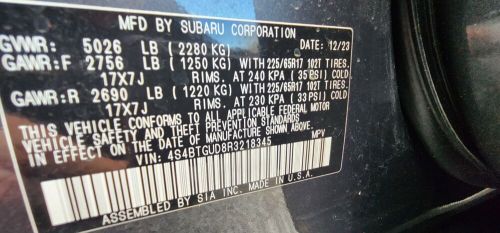 MFD BY SUBARU CORPORATION
GVWR: 5026 LB (2280 KG) DATE: 12/23
GAWR:F 2756 LB (1250 KG) WITH 225/65R17 102T TIRES.
17X7J RIMS. AT 240 KPA (35 PSI) COLD
GAWR:R 2690 LB (1220 KG) WITH 225/65R17 102T TIRES.
17X7J RIMS. AT 230 KPA (33 PSI) COLD
THIS VEHICLE CONFORMS TO ALL APPLICABLE FEDERAL MOTOR
VEHICLE SAFETY AND THEFT PREVENTION STANDARDS IN
EFFECT ON THE DATE OF MANUFACTURE SHOWN ABOVE.
VIN: 4S4BTGUD8R3218345 MPV
ASSEMBLED BY SIA INC. MADE IN U.S.A.